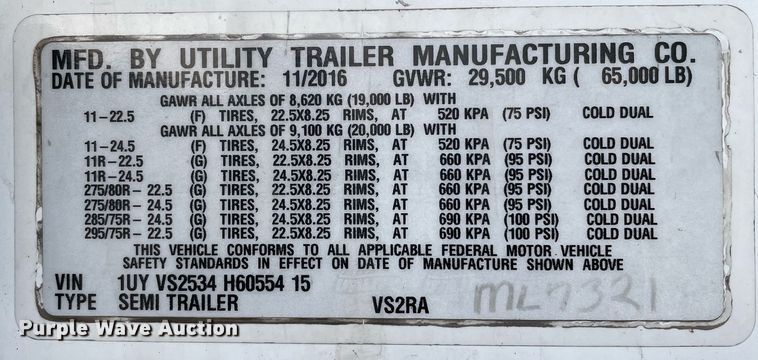 MFD. BY UTILITY TRAILER MANUFACTURING CO.
DATE OF MANUFACTURE: 11/2016 GVWR: 29,500 KG ( 65,000 LB)
GAWR ALL AXLES OF 8,620 KG (19,000 LB) WITH
11-22.5 (F) TIRES, 22.5X8.25 RIMS, AT 520 KPA (75 PSI) COLD DUAL
GAWR ALL AXLES OF 9,100 KG (20,000 LB) WITH
11-24.5 (F) TIRES, 24.5X8.25 RIMS, AT 520 KPA (75 PSI) COLD DUAL
11R-22.5 (G) TIRES, 22.5X8.25 RIMS, AT 660 KPA (95 PSI) COLD DUAL
11R-24.5 (G) TIRES, 24.5X8.25 RIMS, AT 660 KPA (95 PSI) COLD DUAL
275/80R-22.5 (G) TIRES, 22.5X8.25 RIMS, AT 660 KPA (95 PSI) COLD DUAL
275/80R-24.5 (G) TIRES, 24.5X8.25 RIMS, AT 660 KPA (95 PSI) COLD DUAL
285/75R-24.5 (G) TIRES, 24.5X8.25 RIMS, AT 690 KPA (100 PSI) COLD DUAL
295/75R-22.5 (G) TIRES, 22.5X8.25 RIMS, AT 690 KPA (100 PSI) COLD DUAL
THIS VEHICLE CONFORMS TO ALL APPLICABLE FEDERAL MOTOR VEHICLE
SAFETY STANDARDS IN EFFECT ON DATE OF MANUFACTURE SHOWN ABOVE
VIN 1UY VS2534 H60554 15
TYPE SEMI TRAILER VS2RA ML7321
Purple Wave Auction